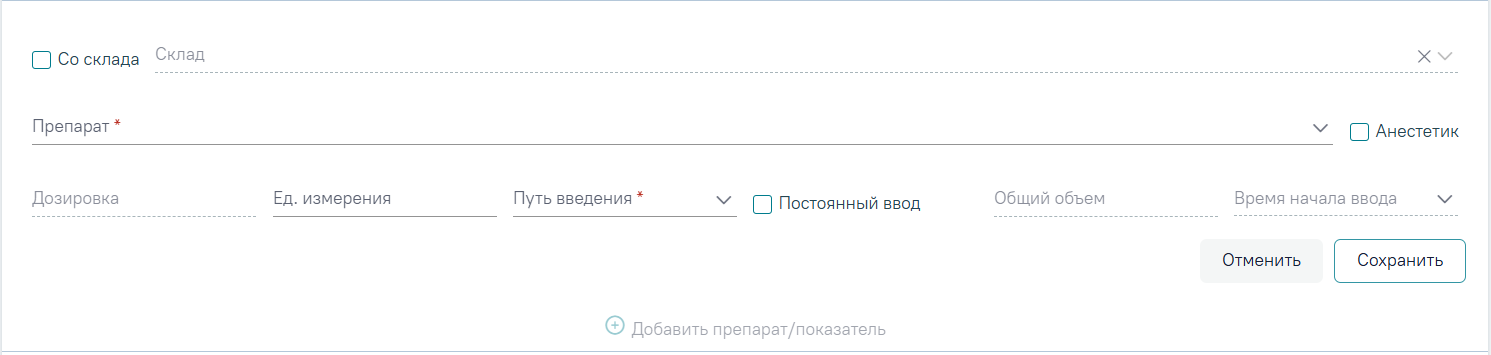 Со склада Склад
Препарат * Анестетик
Дозировка Ед. измерения Путь введения * Постоянный ввод Общий объем Время начала ввода
Отменить Сохранить
Добавить препарат/показатель